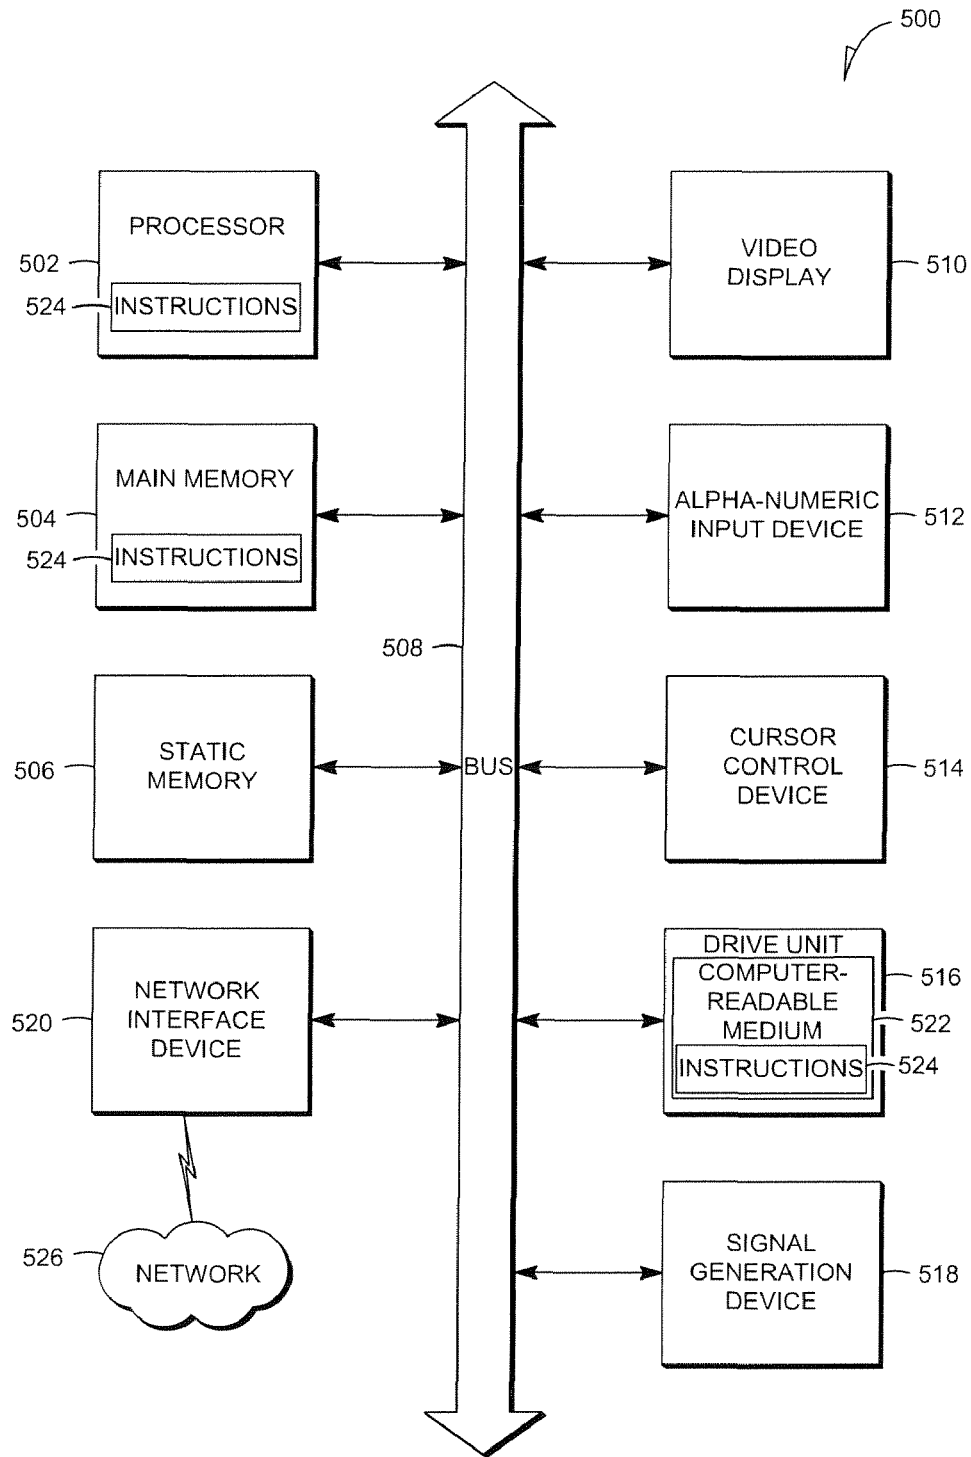 500
PROCESSOR
502
524
INSTRUCTIONS
VIDEO
DISPLAY
510
MAIN MEMORY
504
524
INSTRUCTIONS
ALPHA-NUMERIC
INPUT DEVICE
512
508
STATIC
MEMORY
506
BUS
CURSOR
CONTROL
DEVICE
514
NETWORK
INTERFACE
DEVICE
520
DRIVE UNIT
COMPUTER-
READABLE
MEDIUM
INSTRUCTIONS
516
522
524
526
NETWORK
SIGNAL
GENERATION
DEVICE
518